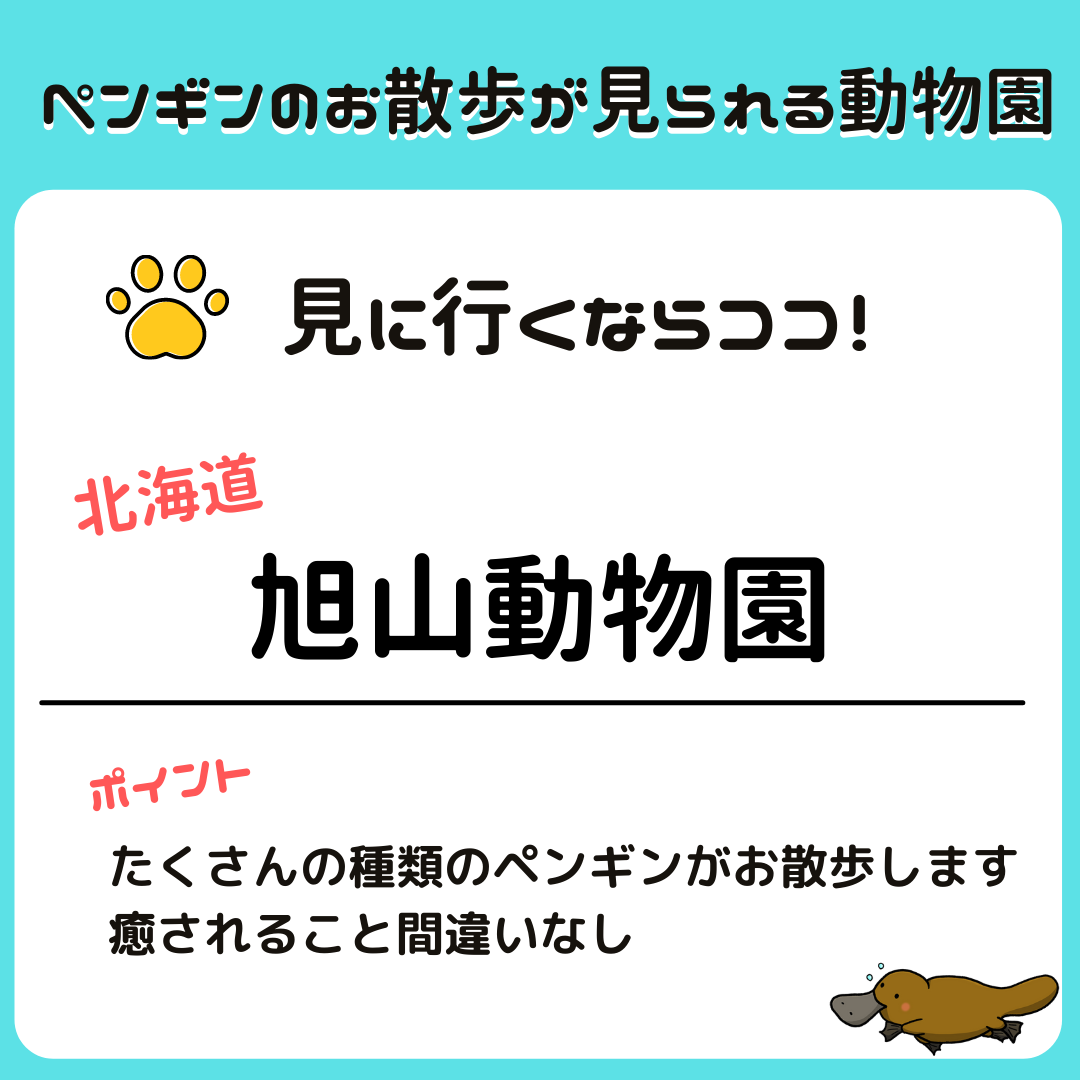 ペンギンのお散歩が見られる動物園
見に行くならココ!
北海道
旭山動物園
ポイント
たくさんの種類のペンギンがお散歩します
癒されること間違いなし